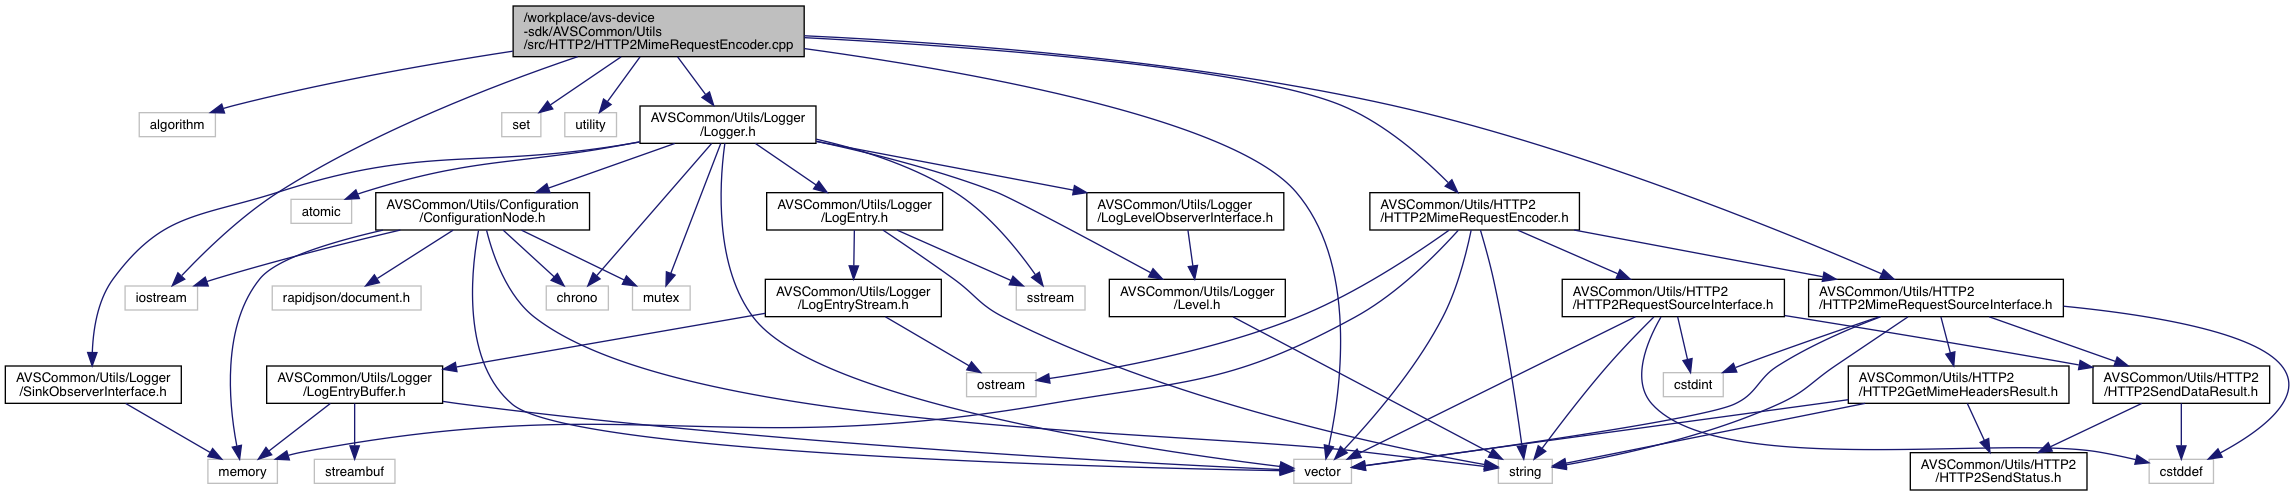 /workplace/avs-device
-sdk/AVSCommon/Utils
/src/HTTP2/HTTP2MimeRequestEncoder.cpp
algorithm
set
utility
AVSCommon/Utils/Logger
/Logger.h
atomic
AVSCommon/Utils/Configuration
/ConfigurationNode.h
AVSCommon/Utils/Logger
/LogEntry.h
AVSCommon/Utils/Logger
/LogLevelObserverInterface.h
AVSCommon/Utils/HTTP2
/HTTP2MimeRequestEncoder.h
iostream
rapidjson/document.h
chrono
mutex
AVSCommon/Utils/Logger
/LogEntryStream.h
sstream
AVSCommon/Utils/Logger
/Level.h
AVSCommon/Utils/HTTP2
/HTTP2RequestSourceInterface.h
AVSCommon/Utils/HTTP2
/HTTP2MimeRequestSourceInterface.h
AVSCommon/Utils/Logger
/SinkObserverInterface.h
AVSCommon/Utils/Logger
/LogEntryBuffer.h
ostream
cstdint
AVSCommon/Utils/HTTP2
/HTTP2GetMimeHeadersResult.h
AVSCommon/Utils/HTTP2
/HTTP2SendDataResult.h
memory
streambuf
vector
string
AVSCommon/Utils/HTTP2
/HTTP2SendStatus.h
cstddef